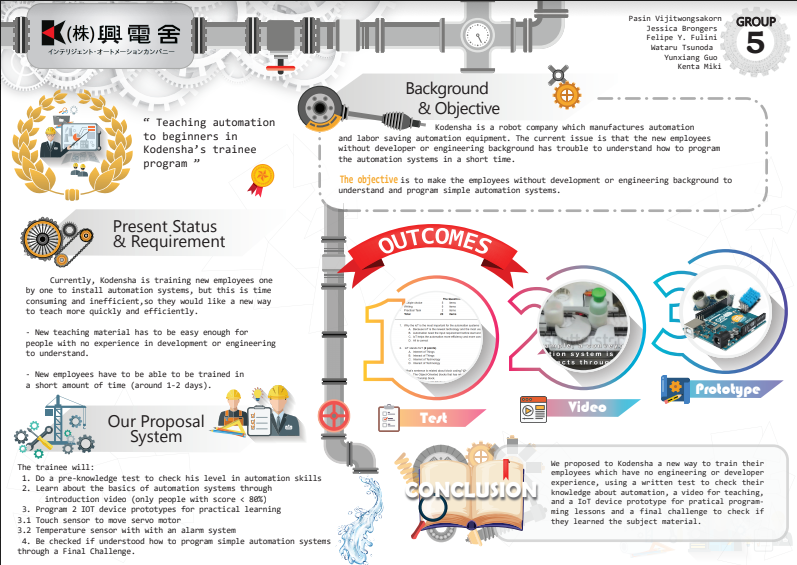 (株)興電舎
インテリジェント・オートメーションカンパニー
Pasin Vijitwongsakorn
Jessica Brongers
Felipe Y. Fulini
Wataru Tsunoda
Yunxiang Guo
Kenta Miki
GROUP
5
“ Teaching automation
to beginners in
Kodensha’s trainee
program ”
Background
& Objective
Kodensha is a robot company which manufactures automation
and labor saving automation equipment. The current issue is that the new employees
without developer or engineering background has trouble to understand how to program
the automation systems in a short time.
The objective is to make the employees without development or engineering background to
understand and program simple automation systems.
Present Status
& Requirement
Currently, Kodensha is training new employees one
by one to install automation systems, but this is time
consuming and inefficient,so they would like a new way
to teach more quickly and efficiently.
- New teaching material has to be easy enough for
people with no experience in development or engineering
to understand.
- New employees have to be able to be trained in
a short amount of time (around 1-2 days).
Our Proposal
System
The trainee will:
1. Do a pre-knowledge test to check his level in automation skills
2. Learn about the basics of automation systems through
introduction video (only people with score < 80%)
3. Program 2 IOT device prototypes for practical learning
3.1 Touch sensor to move servo motor
3.2 Temperature sensor with with an alarm system
4. Be checked if understood how to program simple automation systems
through a Final Challenge.
OUTCOMES
1
2
3
ion system is
cts throug
Test
Video
Prototype
CONCLUSION
We proposed to Kodensha a new way to train their
employees which have no engineering or developer
experience, using a written test to check their
knowledge about automation, a video for teaching,
and a IoT device prototype for pratical program-
ming lessons and a final challenge to check if
they learned the subject material.